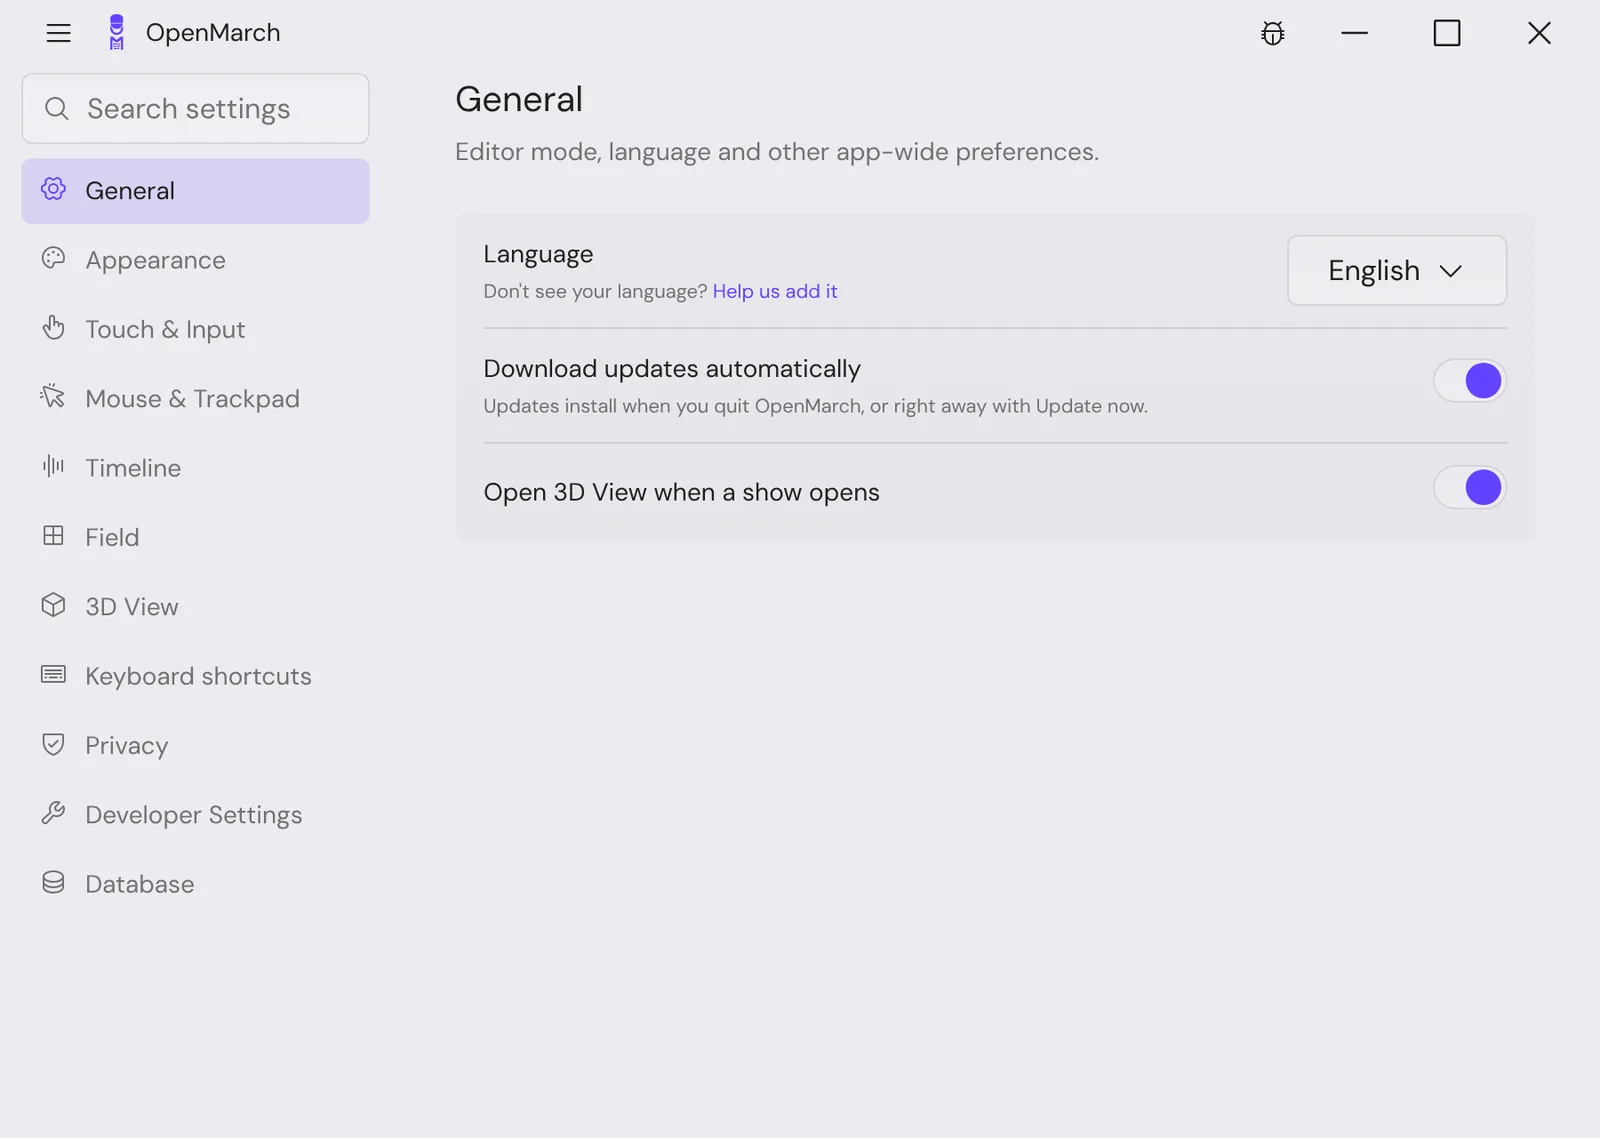 OpenMarch
Search settings
General
Appearance
Touch & Input
Mouse & Trackpad
Timeline
Field
3D View
Keyboard shortcuts
Privacy
Developer Settings
Database
General
Editor mode, language and other app-wide preferences.
Language
Don't see your language? Help us add it
English
Download updates automatically
Updates install when you quit OpenMarch, or right away with Update now.
Open 3D View when a show opens